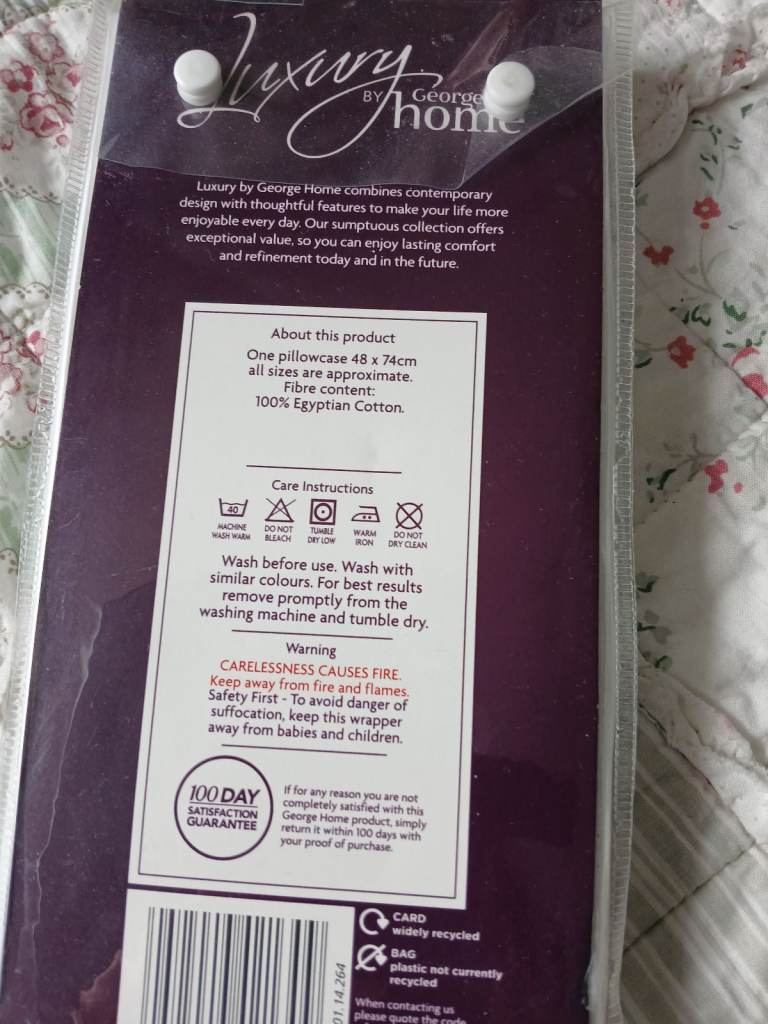 Luxury
BY George
home
Luxury by George Home combines contemporary
design with thoughtful features to make your life more
enjoyable every day. Our sumptuous collection offers
exceptional value, so you can enjoy lasting comfort
and refinement today and in the future.
About this product
One pillowcase 48 x 74cm
all sizes are approximate.
Fibre content:
100% Egyptian Cotton.
Care Instructions
40
MACHINE
WASH WARM
DO NOT
BLEACH
TUMBLE
DRY LOW
WARM
IRON
DO NOT
DRY CLEAN
Wash before use. Wash with
similar colours. For best results
remove promptly from the
washing machine and tumble dry.
Warning
CARELESSNESS CAUSES FIRE.
Keep away from fire and flames.
Safety First - To avoid danger of
suffocation, keep this wrapper
away from babies and children.
100 DAY
SATISFACTION
GUARANTEE
If for any reason you are not
completely satisfied with this
George Home product, simply
return it within 100 days with
your proof of purchase.
01.14.264
CARD
widely recycled
BAG
plastic not currently
recycled
When contacting us
please quote the code